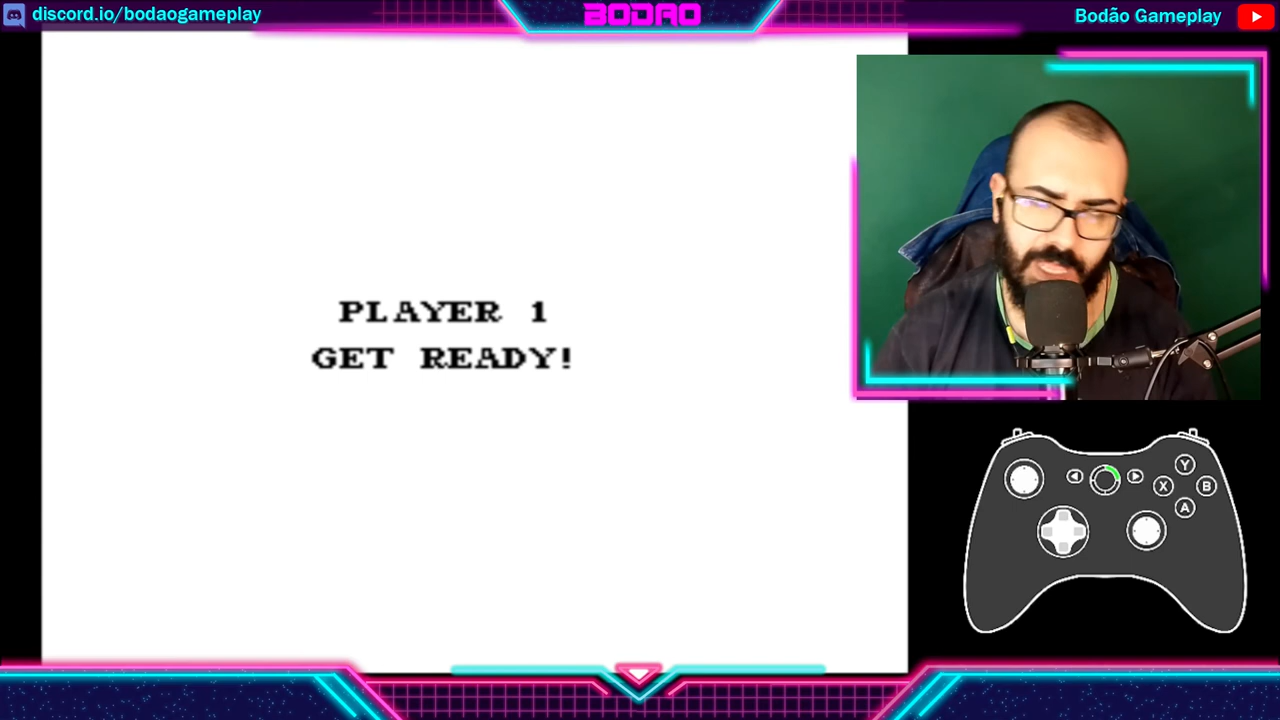 discord.io/bodaogameplay
BODAO
Bodão Gameplay
PLAYER 1
GET READY!
Y
X
B
A